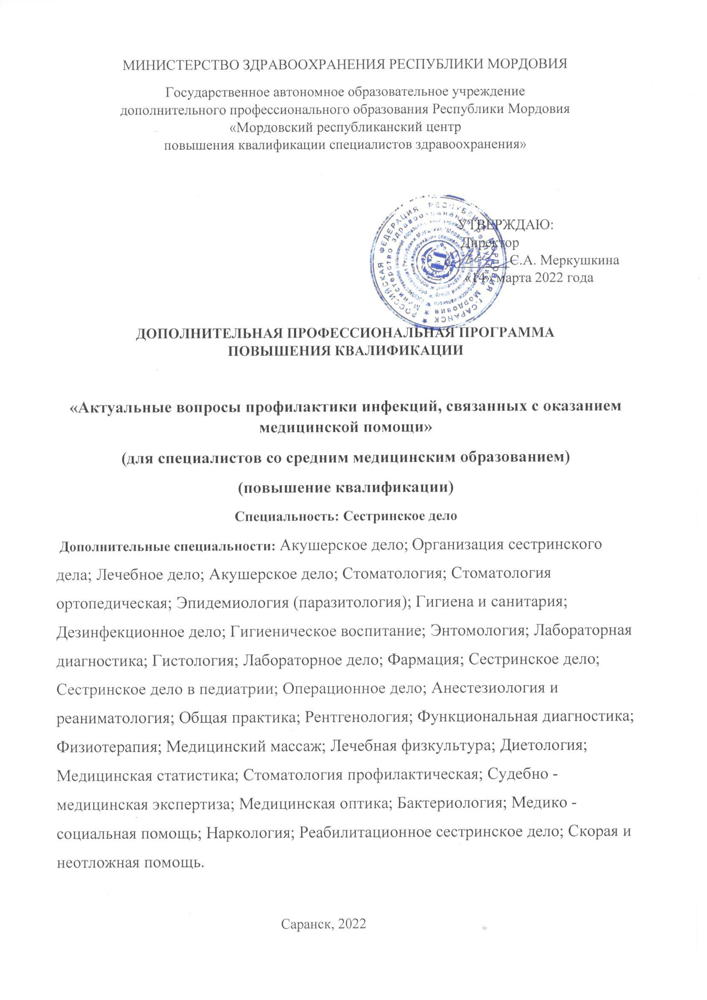 МИНИСТЕРСТВО ЗДРАВООХРАНЕНИЯ РЕСПУБЛИКИ МОРДОВИЯ
Государственное автономное образовательное учреждение
дополнительного профессионального образования Республики Мордовия
«Мордовский республиканский центр
повышения квалификации специалистов здравоохранения»
РОССИЙСКАЯ ФЕДЕРАЦИЯ РЕСПУБЛИКА МОРДОВИЯ Г.САРАНСК
Министерство здравоохранения Республики Мордовия
УТВЕРЖДАЮ:
Директор
С.А. Меркушкина
«14» марта 2022 года
ДОПОЛНИТЕЛЬНАЯ ПРОФЕССИОНАЛЬНАЯ ПРОГРАММА
ПОВЫШЕНИЯ КВАЛИФИКАЦИИ
«Актуальные вопросы профилактики инфекций, связанных с оказанием
медицинской помощи»
(для специалистов со средним медицинским образованием)
(повышение квалификации)
Специальность: Сестринское дело
Дополнительные специальности: Акушерское дело; Организация сестринского
дела; Лечебное дело; Акушерское дело; Стоматология; Стоматология
ортопедическая; Эпидемиология (паразитология); Гигиена и санитария;
Дезинфекционное дело; Гигиеническое воспитание; Энтомология; Лабораторная
диагностика; Гистология; Лабораторное дело; Фармация; Сестринское дело;
Сестринское дело в педиатрии; Операционное дело; Анестезиология и
реаниматология; Общая практика; Рентгенология; Функциональная диагностика;
Физиотерапия; Медицинский массаж; Лечебная физкультура; Диетология;
Медицинская статистика; Стоматология профилактическая; Судебно -
медицинская экспертиза; Медицинская оптика; Бактериология; Медико -
социальная помощь; Наркология; Реабилитационное сестринское дело; Скорая и
неотложная помощь.
Саранск, 2022